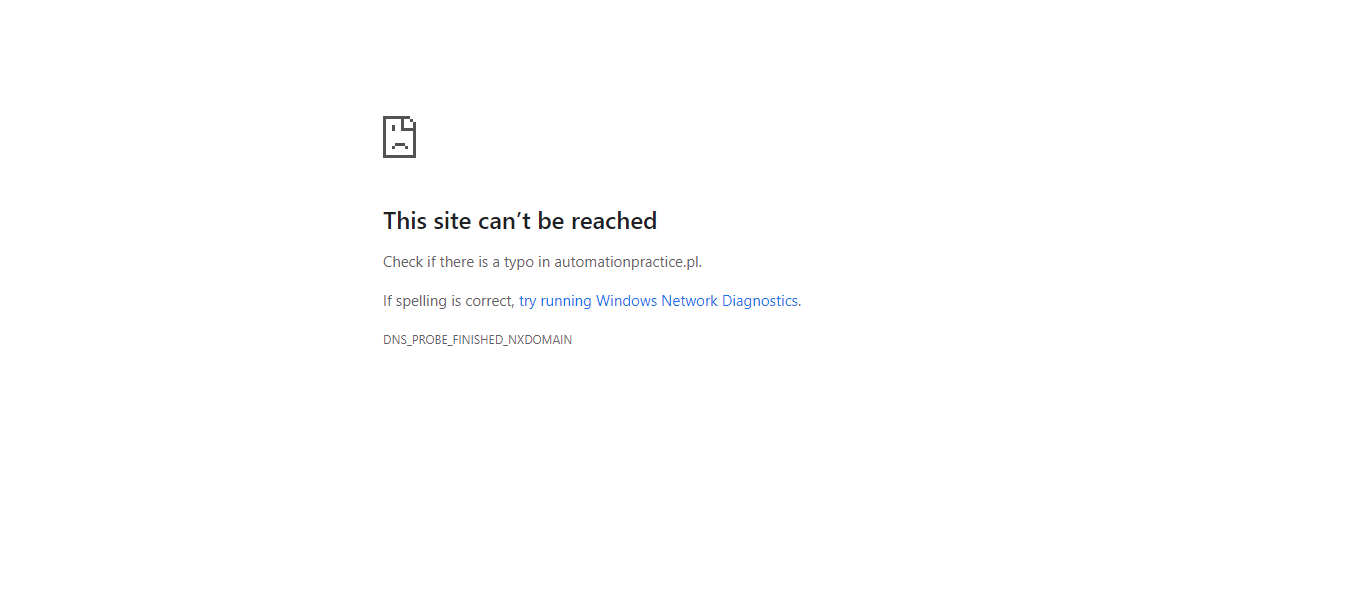 This site can’t be reached
Check if there is a typo in automationpractice.pl.
If spelling is correct, try running Windows Network Diagnostics.
DNS_PROBE_FINISHED_NXDOMAIN